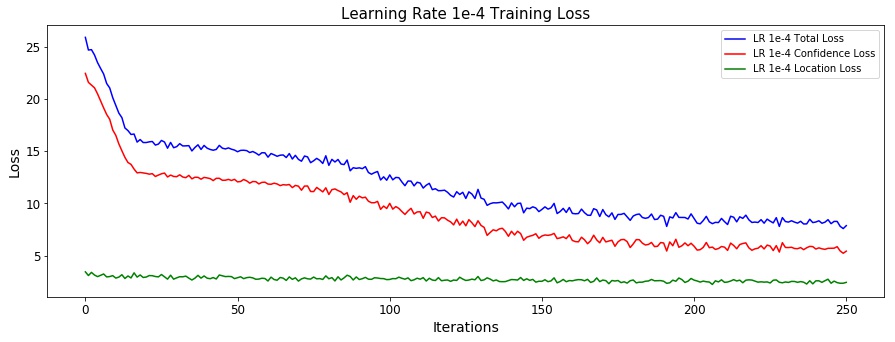 Learning Rate 1e-4 Training Loss
LR 1e-4 Total Loss
LR 1e-4 Confidence Loss
LR 1e-4 Location Loss
25
20
15
10
5
Loss
0 50 100 150 200 250
Iterations